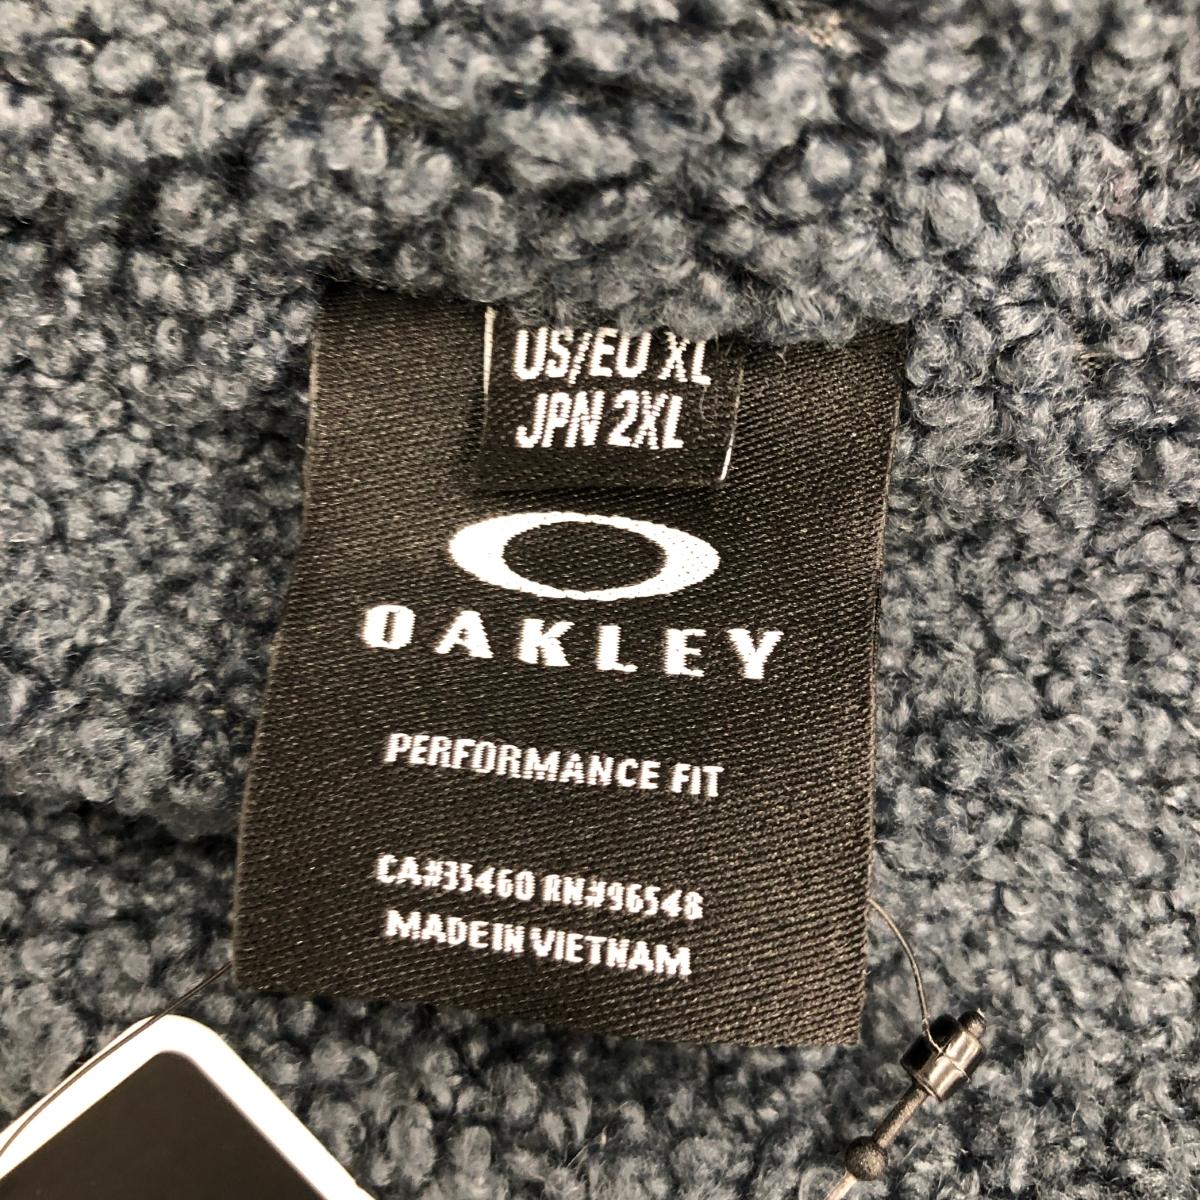 US/EU XL
JPN 2XL
OAKLEY
PERFORMANCE FIT
CA#35460 RN#96548
MADE IN VIETNAM